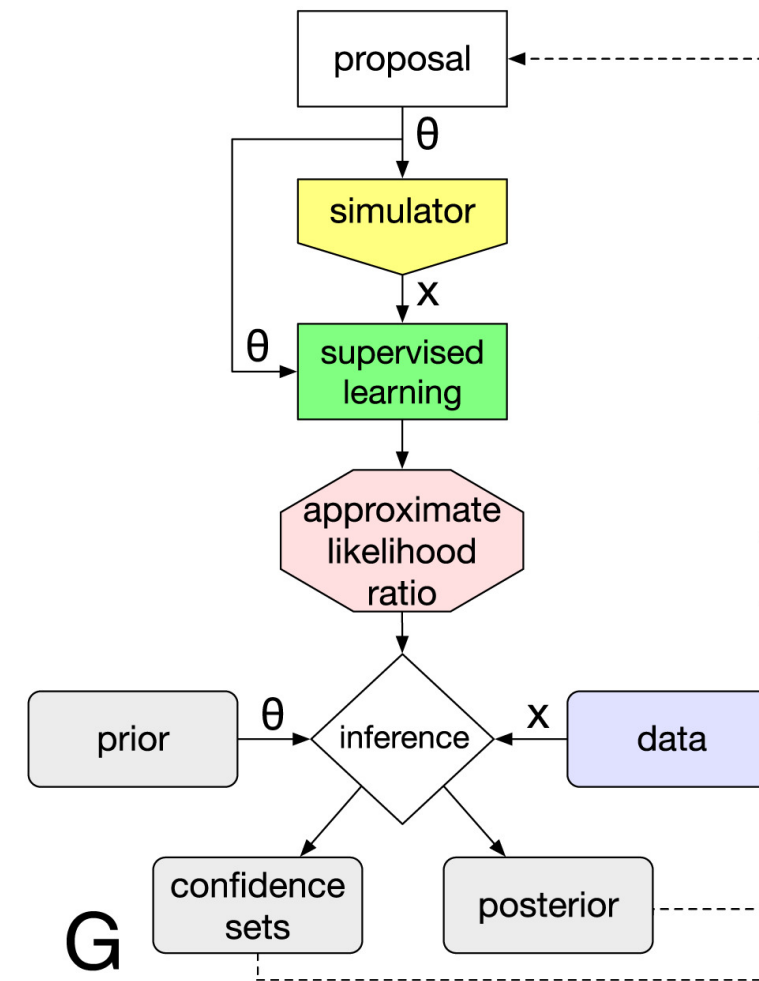 proposal
θ
simulator
x
θ
supervised
learning
approximate
likelihood
ratio
prior
θ
inference
x
data
confidence
sets
posterior
G